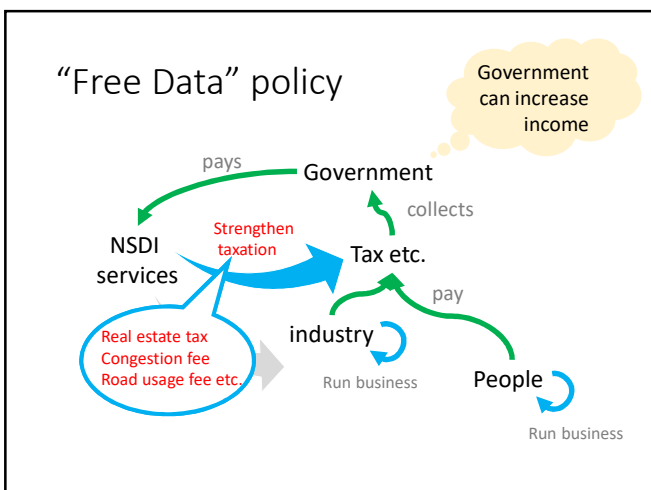 “Free Data” policy
Government
can increase
income
pays
Government
collects
Strengthen
taxation
NSDI
services
Tax etc.
pay
Real estate tax
Congestion fee
Road usage fee etc.
industry
Run business
People
Run business